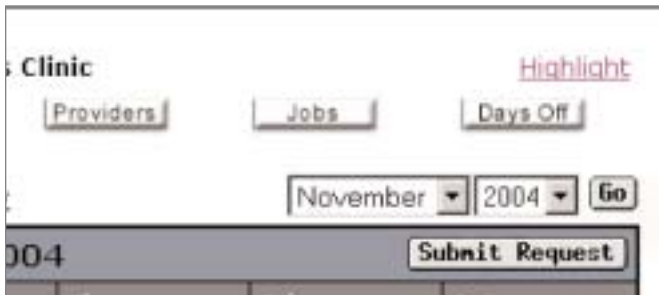 s Clinic Highlight
Providers Jobs Days Off
November 2004 Go
004 Submit Request